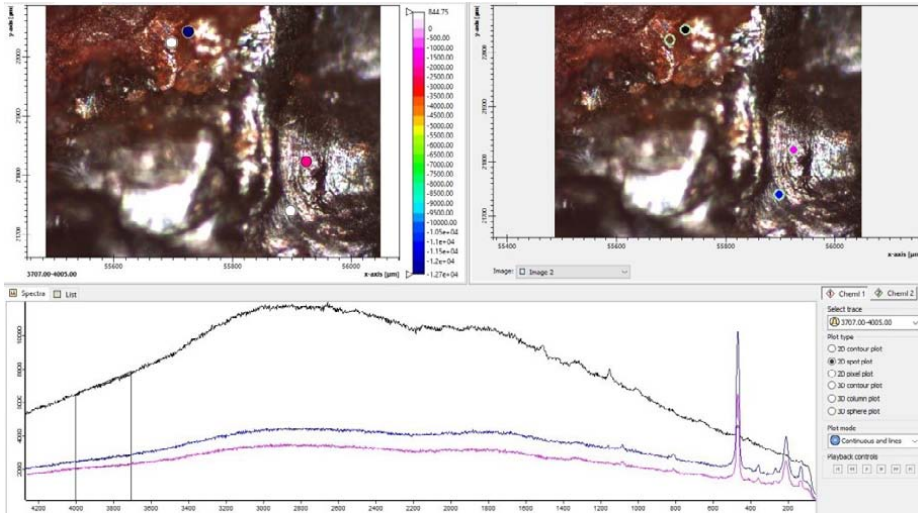 844.75
0
-500.00
-1000.00
-1500.00
-2000.00
-2500.00
-3000.00
-3500.00
-4000.00
-4500.00
-5000.00
-5500.00
-6000.00
-6500.00
-7000.00
-7500.00
-8000.00
-8500.00
-9000.00
-9500.00
10000.00
-1.05e+04
-1.1e+04
-1.15e+04
-1.2e+04
-1.27e+04
y-axis [µm]
3707.00-4005.00
55600
55800
56000
x-axis [µm]
y-axis [µm]
55400
55600
55800
56000
x-axis [µm]
Image:
Image 2
Spectra
List
4200
4000
3800
3600
3400
3200
3000
2800
2600
2400
2200
2000
1800
1600
1400
1200
1000
800
600
400
200
ChemI 1
ChemI 2
Select trace
3707.00-4005.00
Plot type
2D contour plot
2D spot plot
2D pixel plot
3D contour plot
3D column plot
3D sphere plot
Plot mode
Continuous and lines
Playback controls